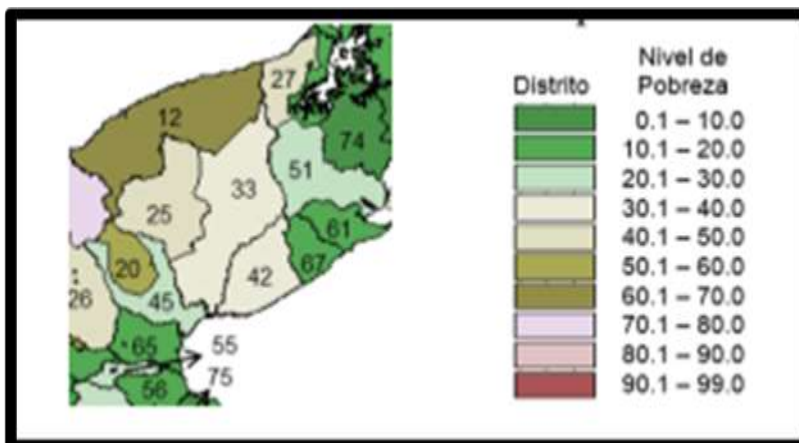 27
12
74
51
33
25
61
20
67
42
26
45
65
55
75
56
Distrito
Nivel de
Pobreza
0.1 – 10.0
10.1 – 20.0
20.1 – 30.0
30.1 – 40.0
40.1 – 50.0
50.1 – 60.0
60.1 – 70.0
70.1 – 80.0
80.1 – 90.0
90.1 – 99.0